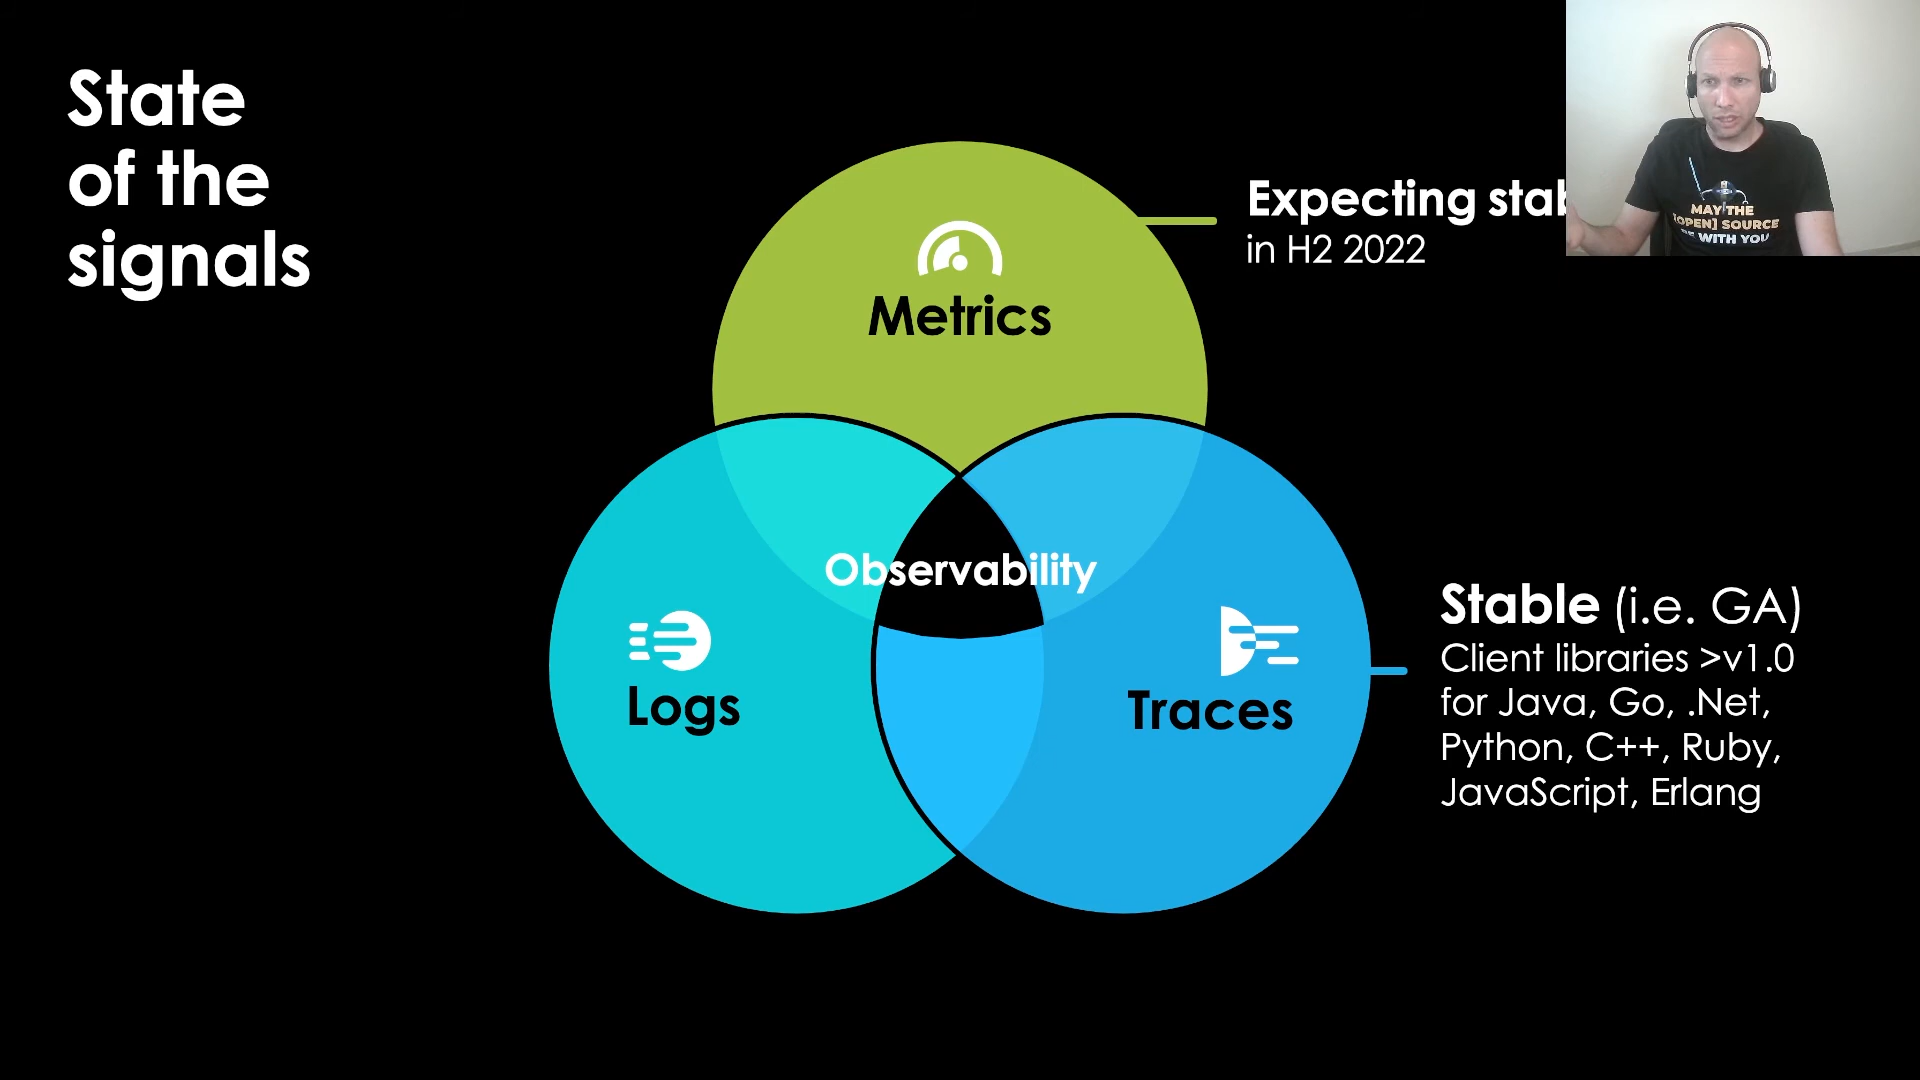 State
of the
signals
Metrics
Expecting stab
in H2 2022
MAY THE
[OPEN] SOURCE
BE WITH YOU
Observability
Logs
Traces
Stable (i.e. GA)
Client libraries >v1.0
for Java, Go, .Net,
Python, C++, Ruby,
JavaScript, Erlang